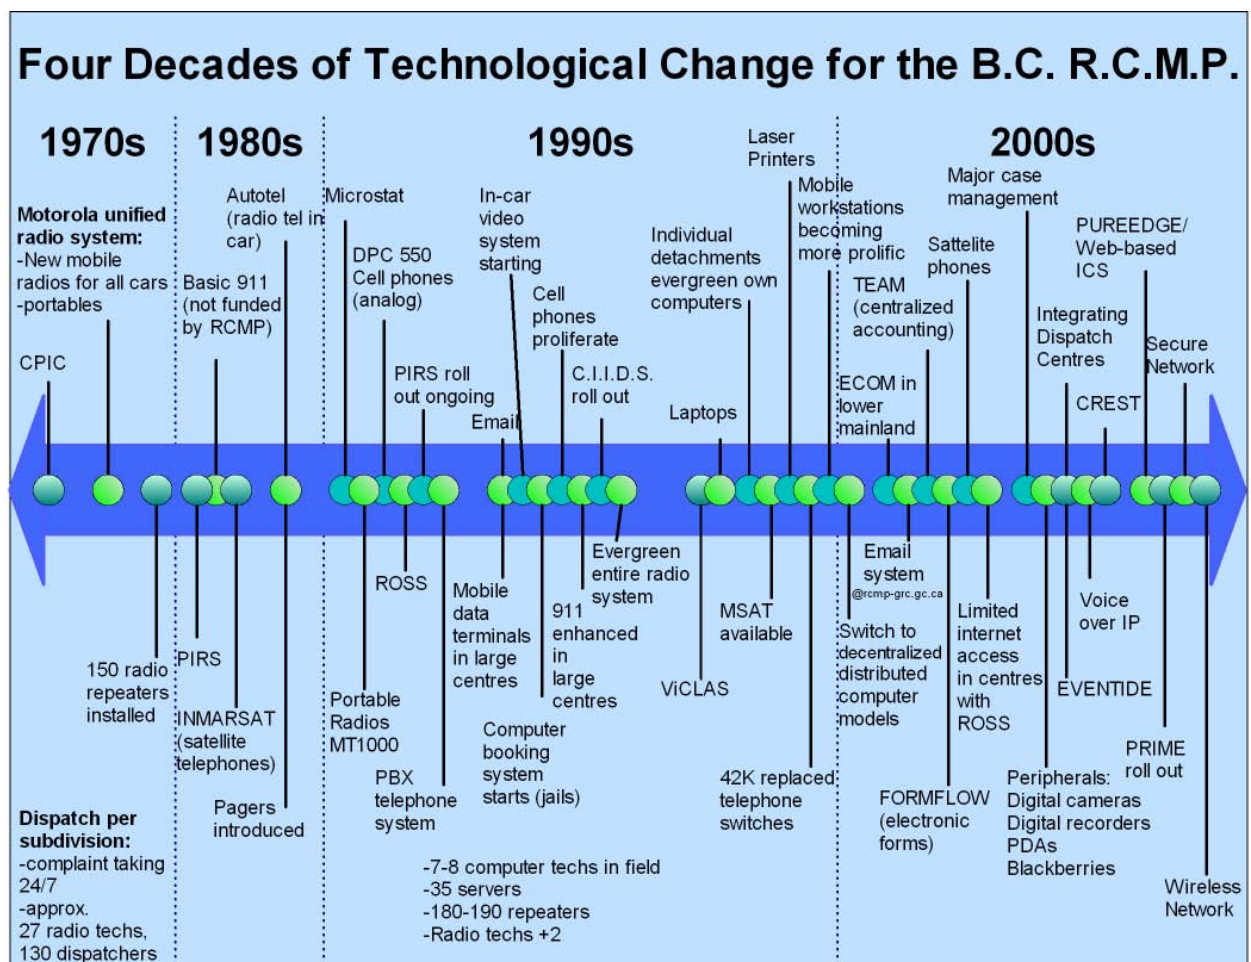 Four Decades of Technological Change for the B.C. R.C.M.P.
1970s
1980s
1990s
2000s
Motorola unified
radio system:
-New mobile
radios for all cars
-portables
CPIC
150 radio
repeaters
installed
Dispatch per
subdivision:
-complaint taking
24/7
-approx.
27 radio techs,
130 dispatchers
Autotel
(radio tel in
car)
Basic 911
(not funded
by RCMP)
PIRS
INMARSAT
(satellite
telephones)
Pagers
introduced
Microstat
DPC 550
Cell phones
(analog)
PIRS roll
out ongoing
In-car
video
system
starting
Email
Cell
phones
proliferate
C.I.I.D.S.
roll out
Individual
detachments
evergreen own
computers
Laptops
Laser
Printers
Mobile
workstations
becoming
more prolific
ROSS
Portable
Radios
MT1000
PBX
telephone
system
Mobile
data
terminals
in large
centres
Computer
booking
system
starts (jails)
911
enhanced
in
large
centres
Evergreen
entire radio
system
ViCLAS
MSAT
available
42K replaced
telephone
switches
-7-8 computer techs in field
-35 servers
-180-190 repeaters
-Radio techs +2
Major case
management
Sattelite
phones
TEAM
(centralized
accounting)
ECOM in
lower
mainland
PUREEDGE/
Web-based
ICS
Integrating
Dispatch
Centres
Secure
Network
CREST
Email
system
@rcmp-grc.gc.ca
Switch to
decentralized
distributed
computer
models
Limited
internet
access
in centres
with
ROSS
FORMFLOW
(electronic
forms)
Voice
over IP
EVENTIDE
PRIME
roll out
Peripherals:
Digital cameras
Digital recorders
PDAs
Blackberries
Wireless
Network